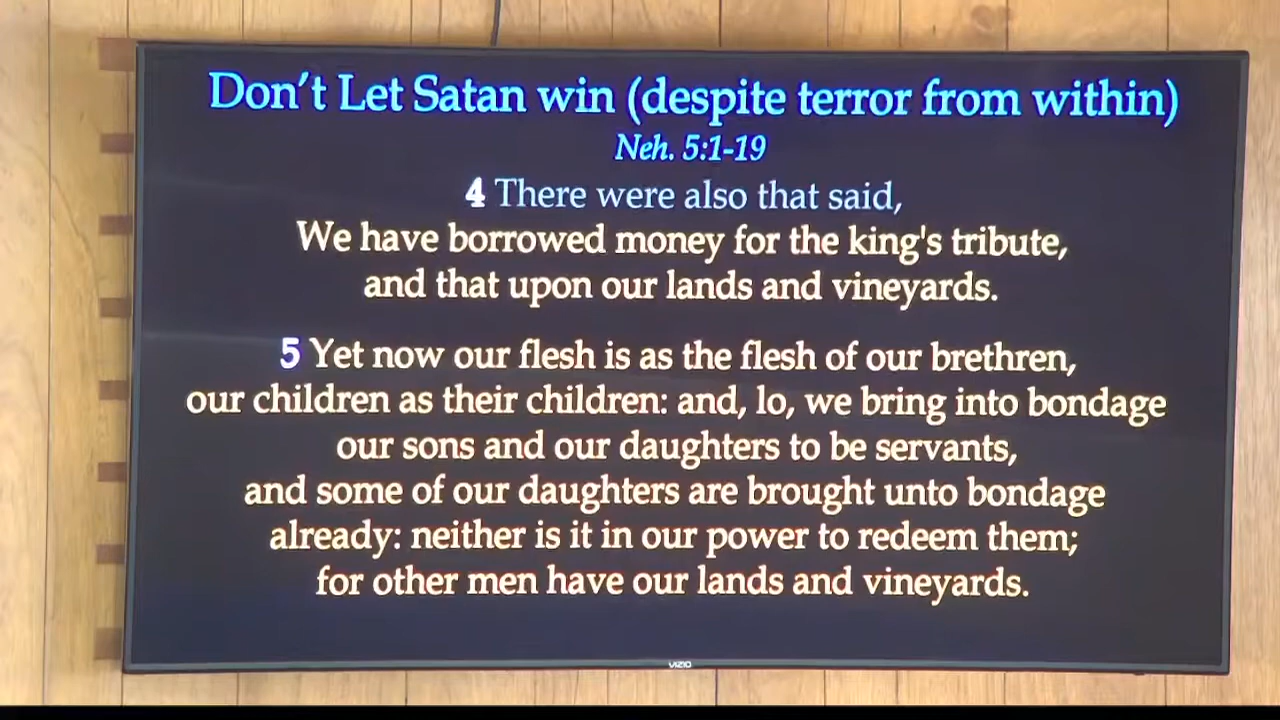 Don't Let Satan win (despite terror from within)
Neh. 5:1-19
4 There were also that said,
We have borrowed money for the king's tribute,
and that upon our lands and vineyards.
5 Yet now our flesh is as the flesh of our brethren,
our children as their children: and, lo, we bring into bondage
our sons and our daughters to be servants,
and some of our daughters are brought unto bondage
already: neither is it in our power to redeem them;
for other men have our lands and vineyards.
VIZIO